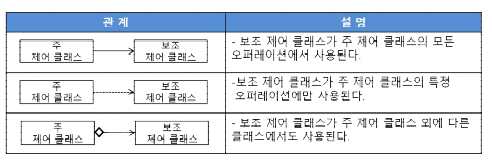 관 계
설 명
주
제어 클래스
보조
제어 클래스
- 보조 제어 클래스가 주 제어 클래스의 모든
오퍼레이션에서 사용된다.
주
제어 클래스
보조
제어 클래스
-보조 제어 클래스가 주 제어 클래스의 특정
오퍼레이션에만 사용된다.
주
제어 클래스
보조
제어 클래스
- 보조 제어 클래스가 주 제어 클래스 외에 다른
클래스에서도 사용된다.